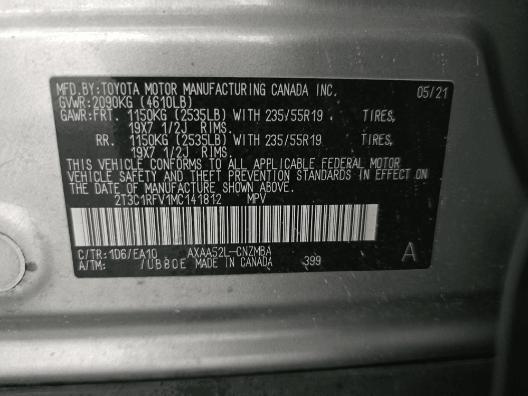 MFD.BY:TOYOTA MOTOR MANUFACTURING CANADA INC. 05/21
GVWR:2090KG (4610LB)
GAWR:FRT. 1150KG (2535LB) WITH 235/55R19 TIRES,
19X7 1/2J RIMS.
RR. 1150KG (2535LB) WITH 235/55R19 TIRES,
19X7 1/2J RIMS.
THIS VEHICLE CONFORMS TO ALL APPLICABLE FEDERAL MOTOR
VEHICLE SAFETY AND THEFT PREVENTION STANDARDS IN EFFECT ON
THE DATE OF MANUFACTURE SHOWN ABOVE.
2T3C1RFV1MC141812 MPV
C/TR:1D6/EA10 AXAA52L-CNZMBA A
A/TM: /UB80E MADE IN CANADA 399